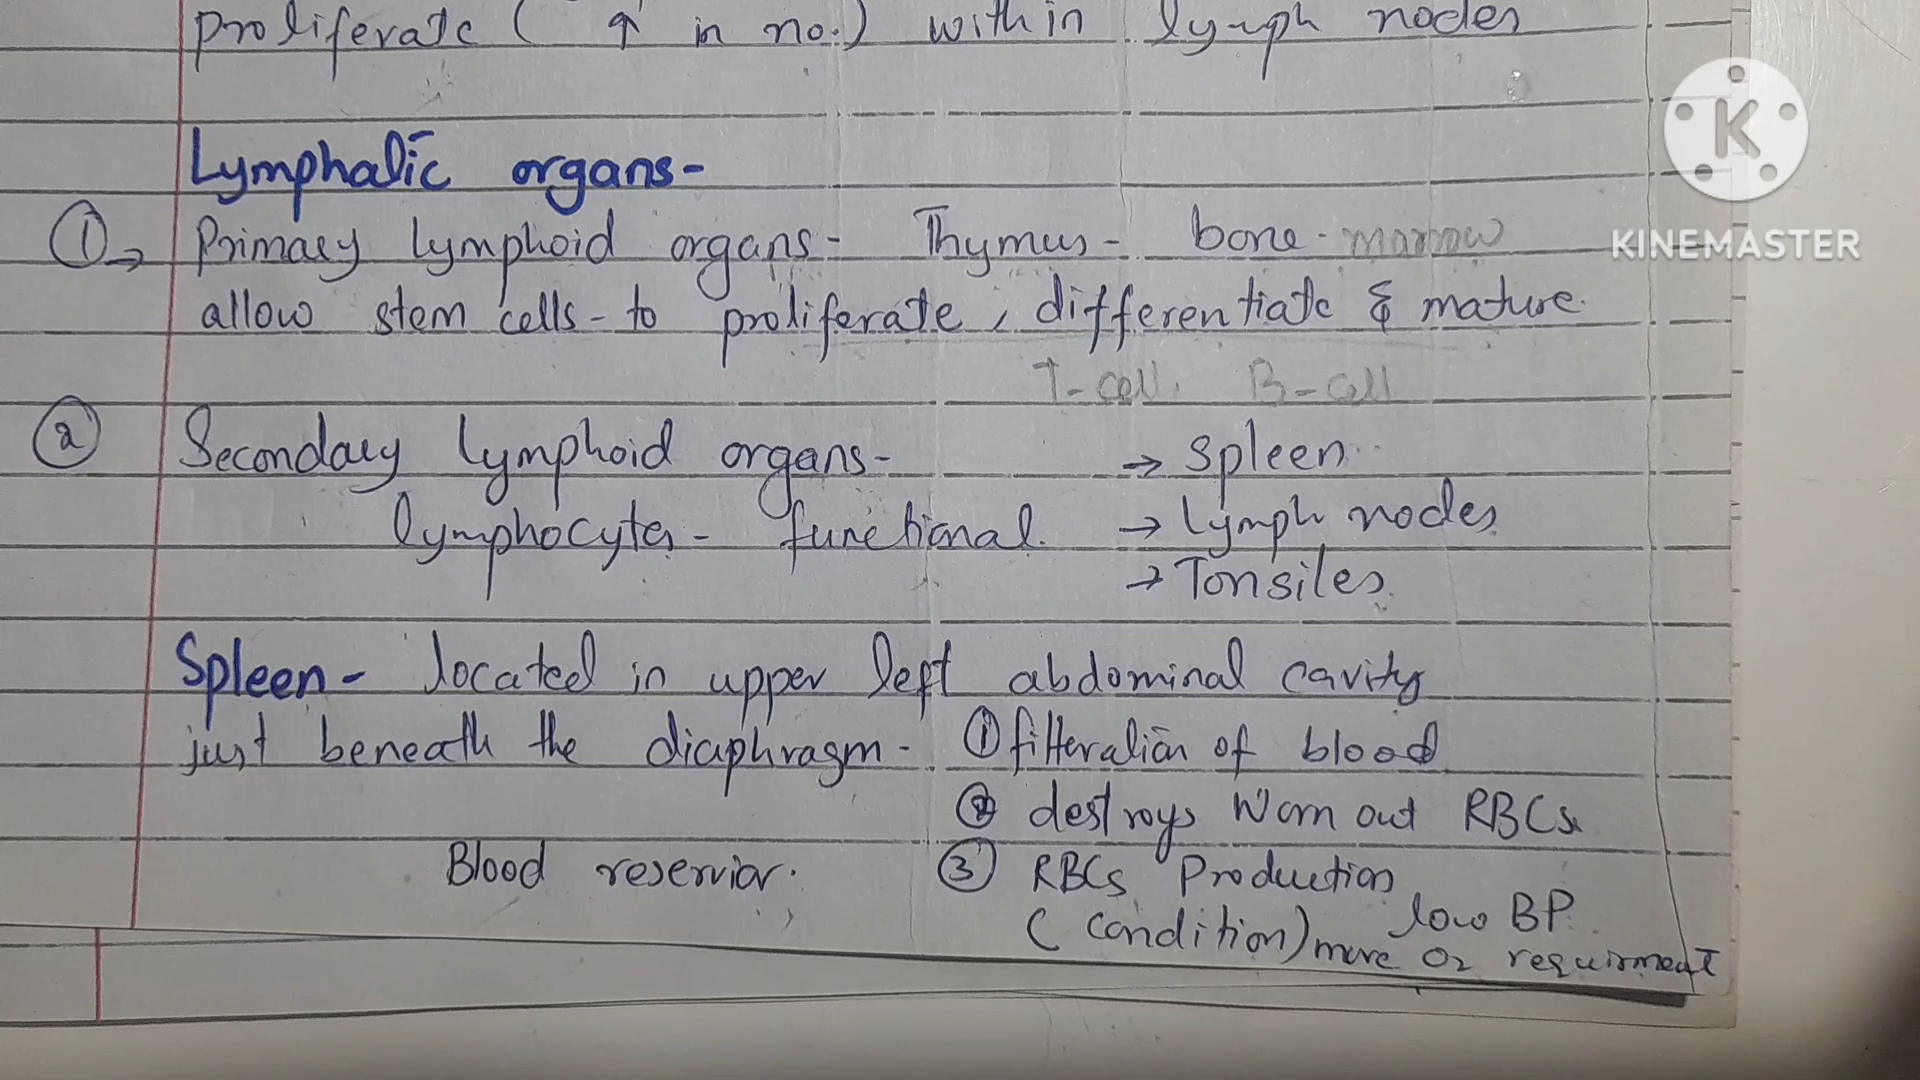 proliferate ( ↑ in no.) within lymph nodes
Lymphatic organs-
① → Primary lymphoid organs- Thymus- bone-marrow
allow stem cells- to proliferate, differentiate & mature.
T-cell, B-cell
② Secondary lymphoid organs- → Spleen
lymphocytes- functional. → Lymph nodes
→ Tonsiles.
Spleen- located in upper left abdominal cavity
just beneath the diaphragm- ① filteration of blood
② destroys Worn out RBCs
Blood reservior. ③ RBCs Production
(Condition) low BP.
more O2 requirment
K
KINEMASTER